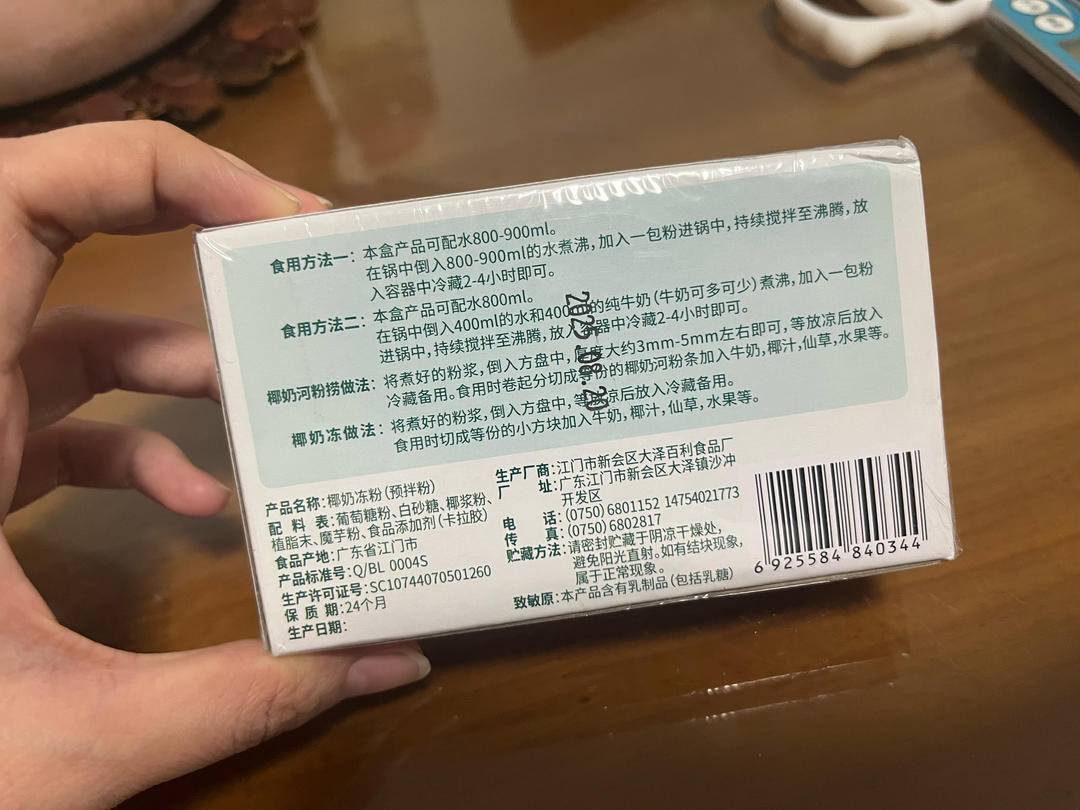 食用方法一：本盒产品可配水800-900ml。
在锅中倒入800-900ml的水煮沸，加入一包粉进锅中，持续搅拌至沸腾，放
入容器中冷藏2-4小时即可。
食用方法二：本盒产品可配水800ml。
在锅中倒入400ml的水和400 的纯牛奶（牛奶可多可少）煮沸，加入一包粉
进锅中，持续搅拌至沸腾，放入容器中冷藏2-4小时即可。
椰奶河粉捞做法：将煮好的粉浆，倒入方盘中，厚度大约3mm-5mm左右即可，等放凉后放入
冷藏备用。食用时卷起分切成等份的椰奶河粉条加入牛奶，椰汁，仙草，水果等。
椰奶冻做法：将煮好的粉浆，倒入方盘中，等放凉后放入冷藏备用。
食用时切成等份的小方块加入牛奶，椰汁，仙草，水果等。
2025.08.20
产品名称：椰奶冻粉（预拌粉）
配料表：葡萄糖粉、白砂糖、椰浆粉、
植脂末、魔芋粉、食品添加剂（卡拉胶）
食品产地：广东省江门市
产品标准号：Q/BL 0004S
生产许可证号：SC10744070501260
保质期：24个月
生产日期：
生产厂商：江门市新会区大泽百利食品厂
厂址：广东江门市新会区大泽镇沙冲
开发区
电话：(0750) 6801152 14754021773
传真：(0750) 6802817
贮藏方法：请密封贮藏于阴凉干燥处，
避免阳光直射。如有结块现象，
属于正常现象。
致敏原：本产品含有乳制品（包括乳糖）
6 925584 840344